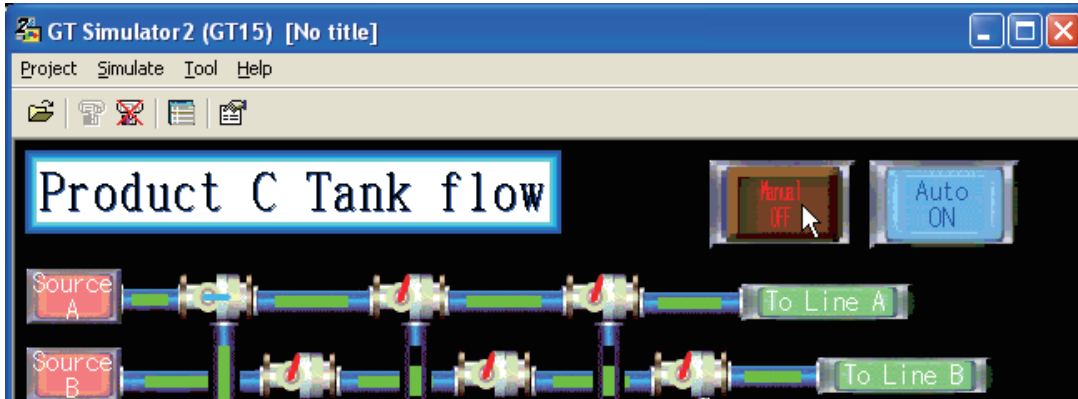 GT Simulator2 (GT15) [No title]
Project Simulate Tool Help
Product C Tank flow
Manual
OFF
Auto
ON
Source
A
To Line A
Source
B
To Line B